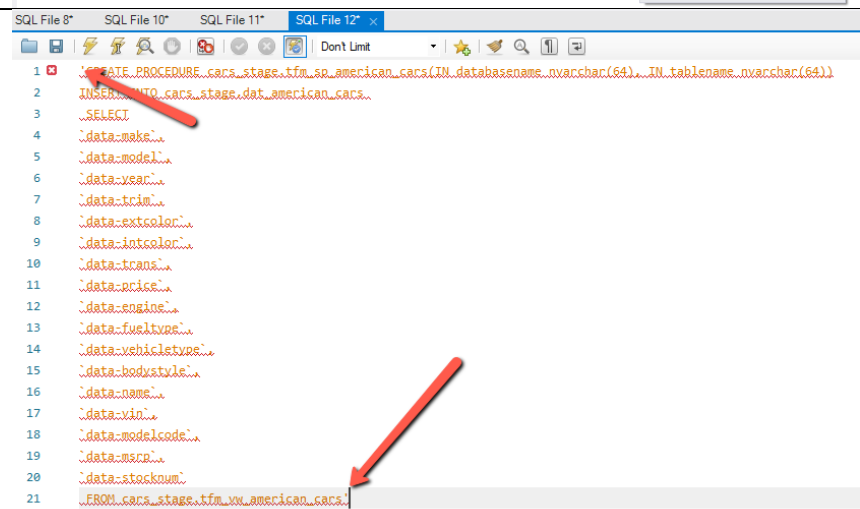 SQL File 8* SQL File 10* SQL File 11* SQL File 12* ×
Don't Limit
1 'CREATE PROCEDURE cars_stage.tfm_sp_american_cars(IN databasename nvarchar(64), IN tablename nvarchar(64))
2 INSERT INTO cars_stage.dat_american_cars
3 SELECT
4 `data-make`,
5 `data-model`,
6 `data-year`,
7 `data-trim`,
8 `data-extcolor`,
9 `data-intcolor`,
10 `data-trans`,
11 `data-price`,
12 `data-engine`,
13 `data-fueltype`,
14 `data-vehicletype`,
15 `data-bodystyle`,
16 `data-name`,
17 `data-vin`,
18 `data-modelcode`,
19 `data-msrp`,
20 `data-stocknum`
21 FROM cars_stage.tfm_vw_american_cars'